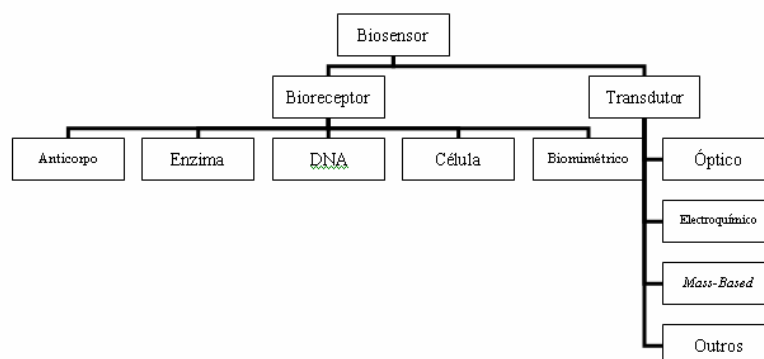 Biosensor
Bioreceptor
Transdutor
Anticorpo
Enzima
DNA
Célula
Biomimétrico
Óptico
Electroquímico
Mass-Based
Outros